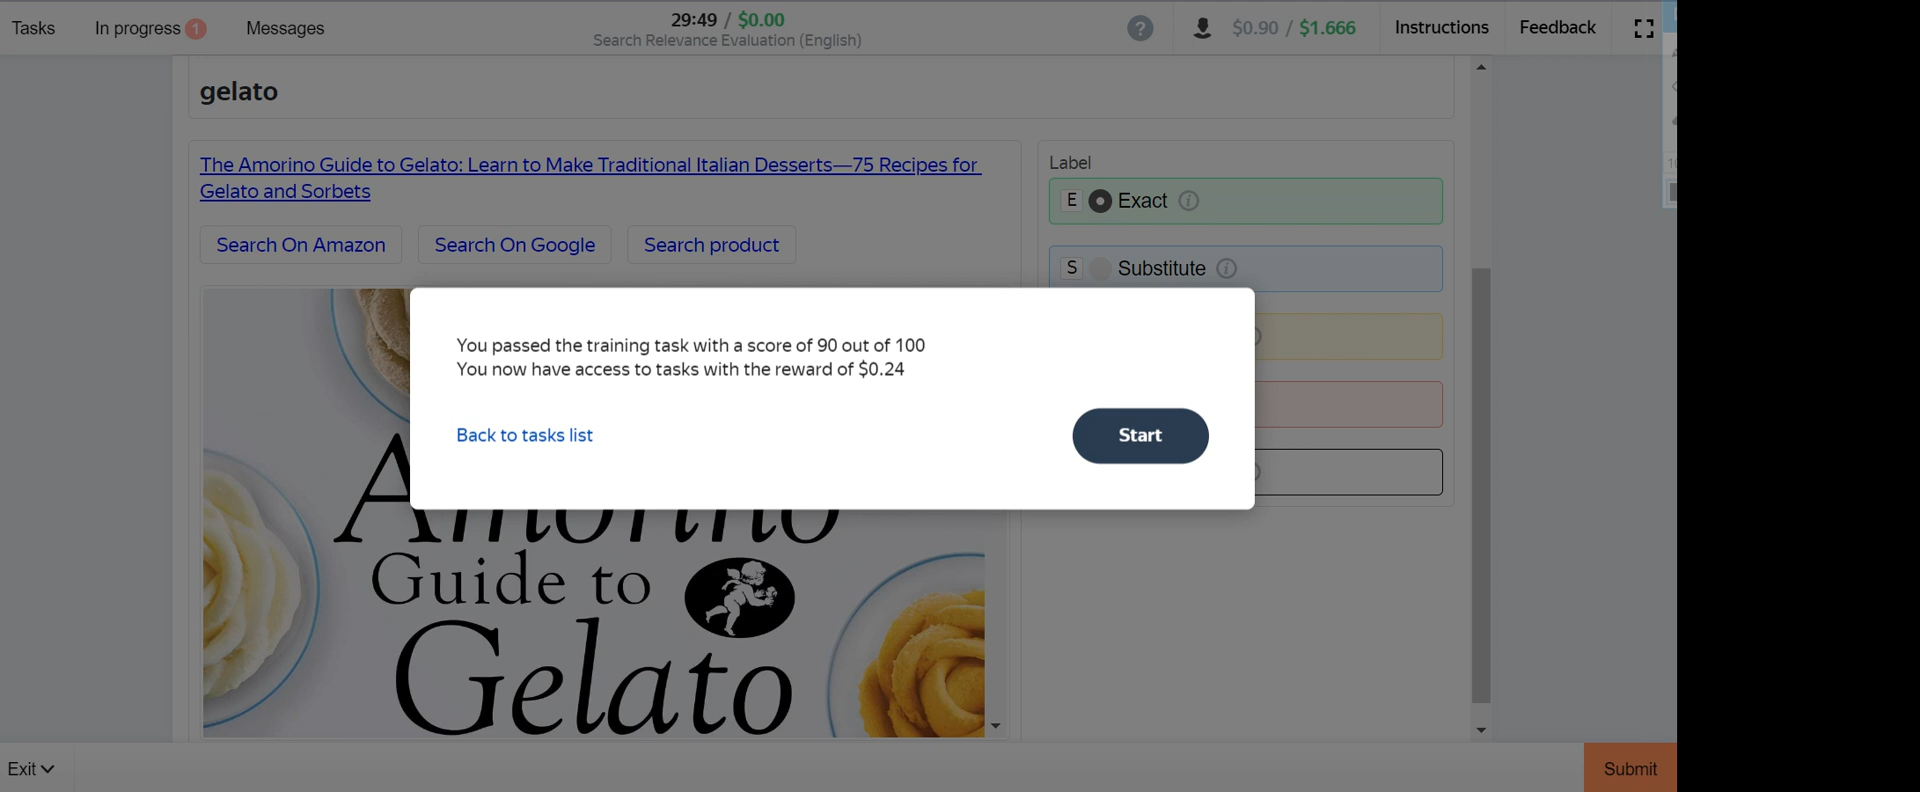 Tasks In progress 1 Messages
29:49 / $0.00
Search Relevance Evaluation (English)
? $0.90 / $1.666 Instructions Feedback
gelato
The Amorino Guide to Gelato: Learn to Make Traditional Italian Desserts—75 Recipes for
Gelato and Sorbets
Search On Amazon Search On Google Search product
Label
E Exact i
S Substitute i
You passed the training task with a score of 90 out of 100
You now have access to tasks with the reward of $0.24
Back to tasks list Start
Amorino
Guide to
Gelato
Exit Submit